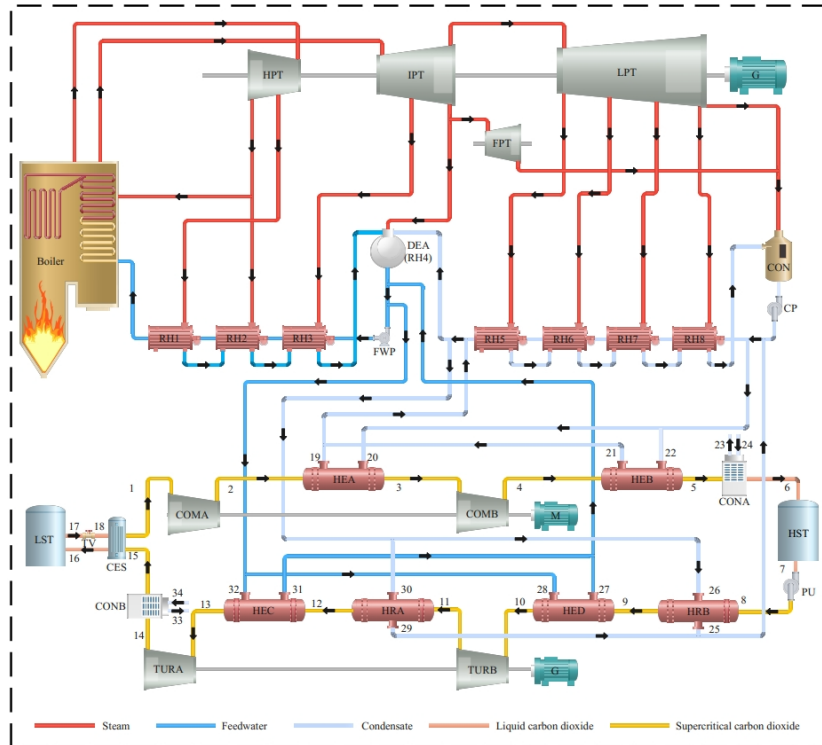 HPT
IPT
LPT
G
FPT
Boiler
DEA
(RH4)
CON
CP
RH1
RH2
RH3
FWP
RH5
RH6
RH7
RH8
19
20
21
22
23
24
1
2
HEA
3
4
HEB
5
CONA
6
COMA
COMB
M
LST
17
18
TV
16
15
CES
HST
7
PU
34
33
CONB
32
31
30
28
27
26
13
HEC
12
HRA
11
10
HED
9
HRB
8
29
25
14
TURA
TURB
G
Steam
Feedwater
Condensate
Liquid carbon dioxide
Supercritical carbon dioxide